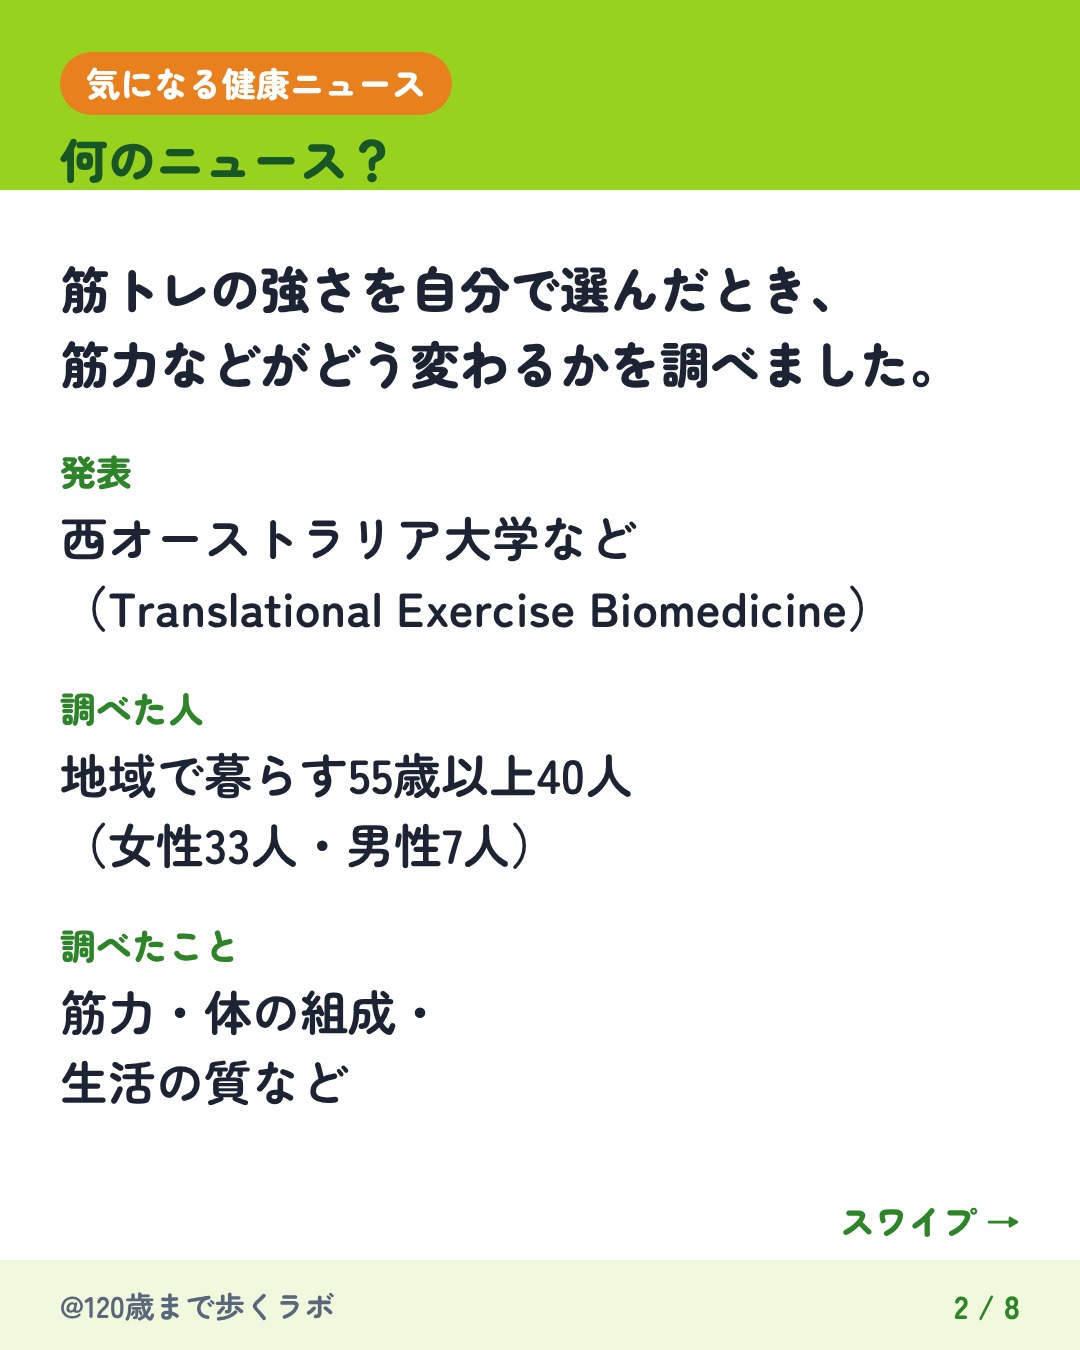 気になる健康ニュース
何のニュース？
筋トレの強さを自分で選んだとき、
筋力などがどう変わるかを調べました。
発表
西オーストラリア大学など
（Translational Exercise Biomedicine）
調べた人
地域で暮らす55歳以上40人
（女性33人・男性7人）
調べたこと
筋力・体の組成・
生活の質など
スワイプ →
@120歳まで歩くラボ
2 / 8